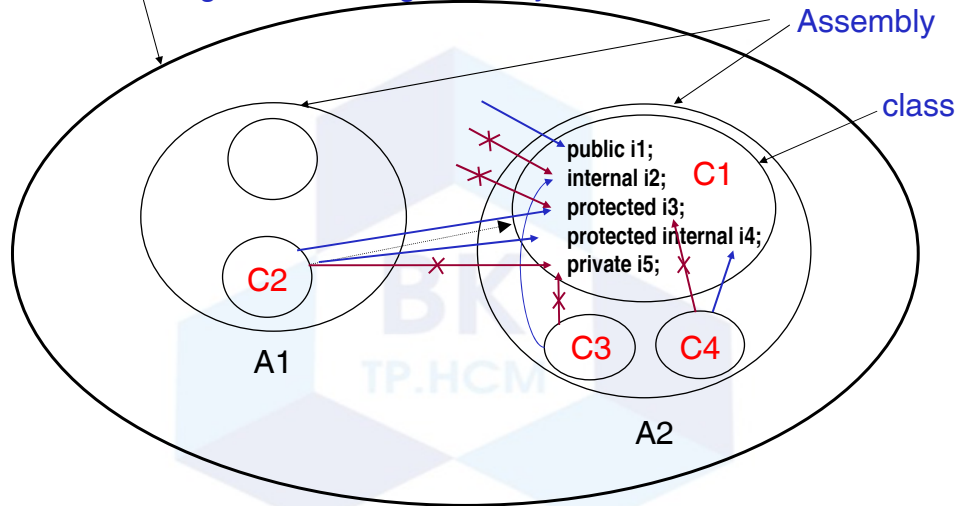 Assembly
class
public i1;
internal i2;
protected i3;
protected internal i4;
private i5;
C1
C2
C3
C4
A1
A2
BK
TP.HCM